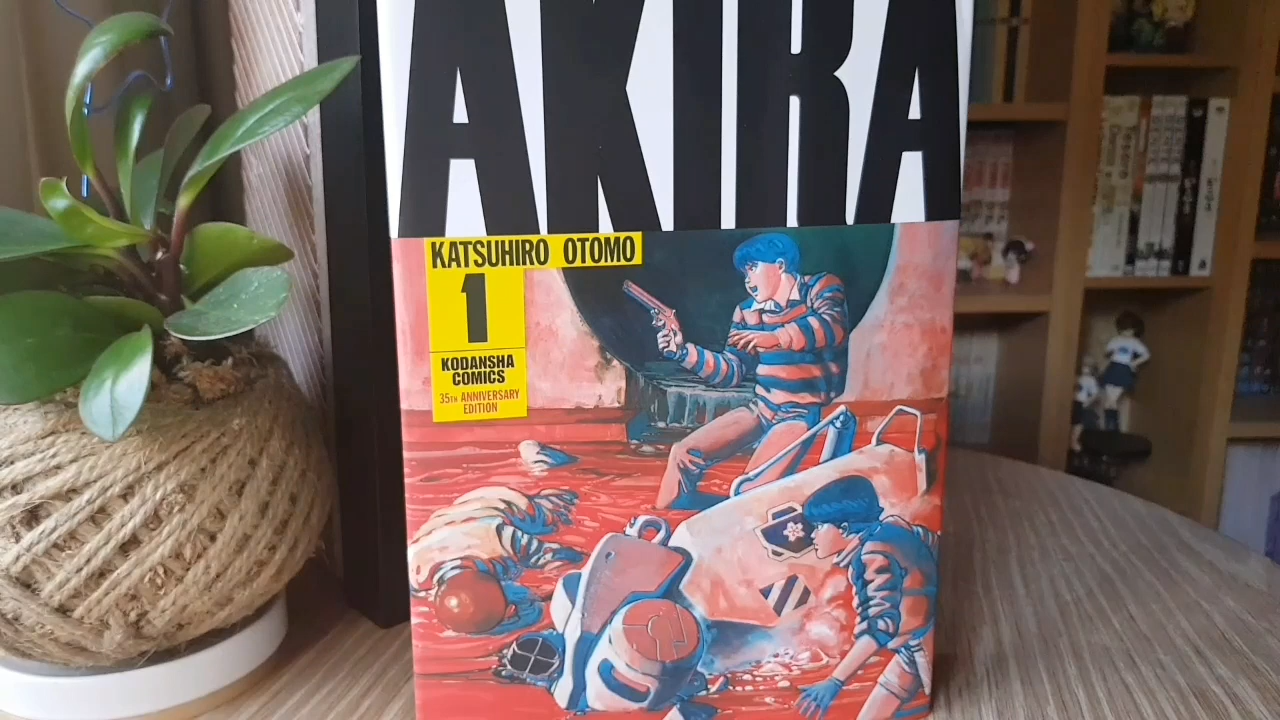 AKIRA
KATSUHIRO OTOMO
1
KODANSHA
COMICS
35TH ANNIVERSARY
EDITION